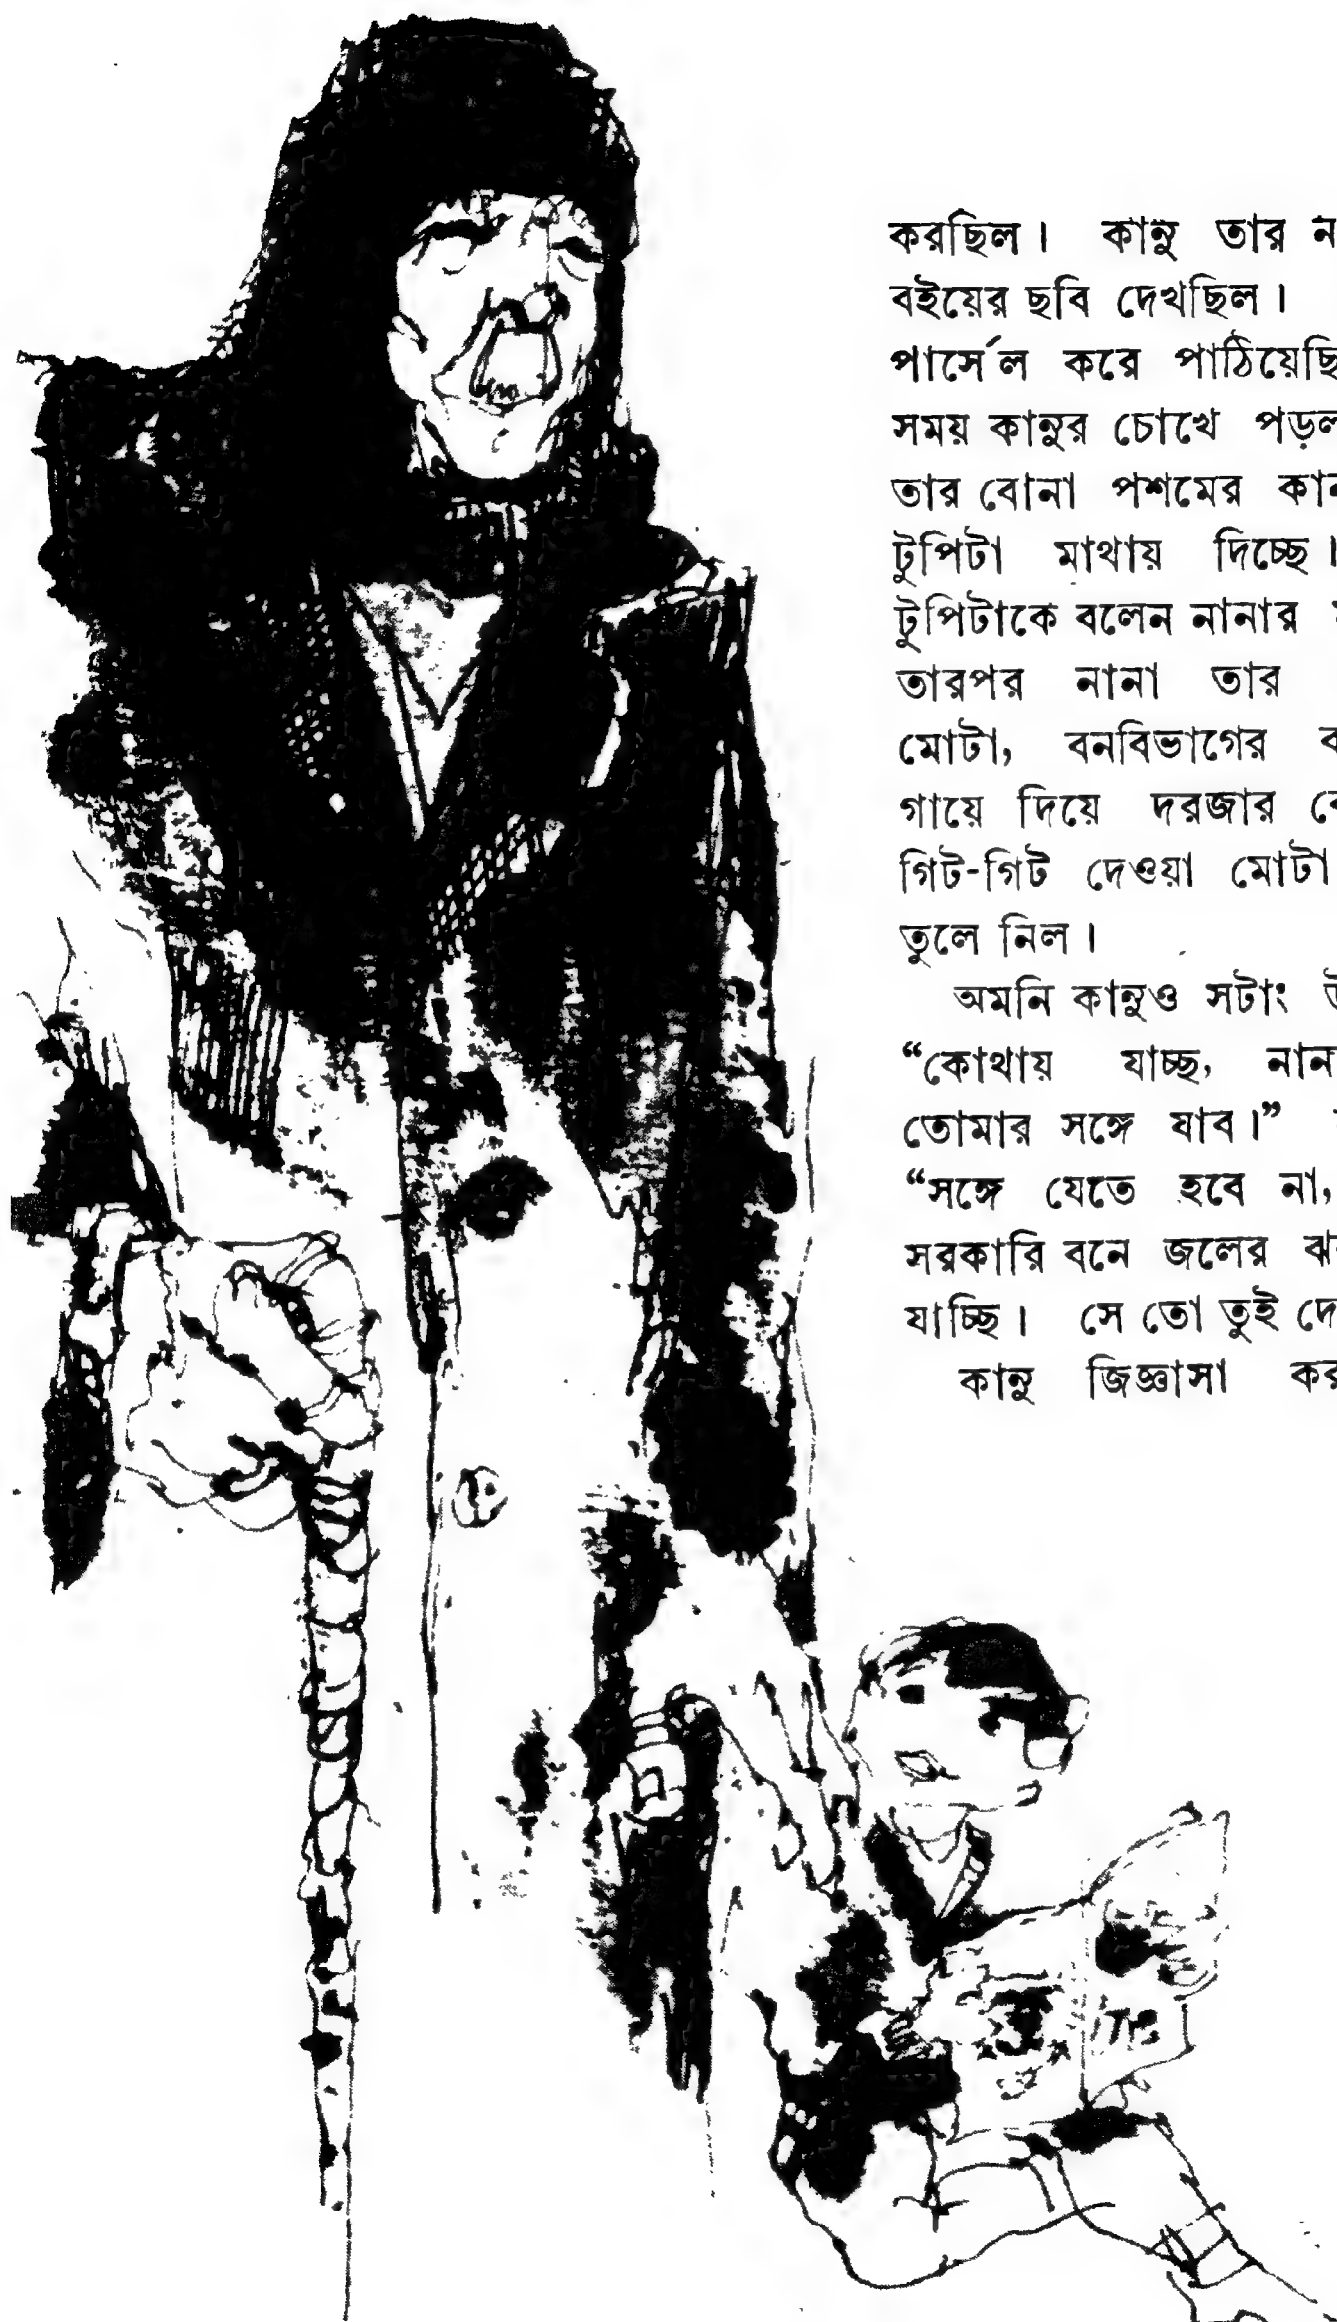 করছিল। কানু তার
বইয়ের ছবি দেখছিল।
পার্সেল করে
সময় কানুর চোখে পড়ল
তার বোনা পশমের
টুপিটা মাথায় দিচ্ছে।
টুপিটাকে বলেন নানার
তারপর নানা তার
মোটা, বনবিভাগের
গায়ে দিয়ে দরজার
গিট-গিট দেওয়া মোটা
তুলে নিল।
অমনি কানুও সটাং
“কোথায় যাচ্ছ,
তোমার সঙ্গে যাব।”
“সঙ্গে যেতে হবে না,
সরকারি বনে জলের
যাচ্ছি। সে তো তুই
কানু জিজ্ঞাসা